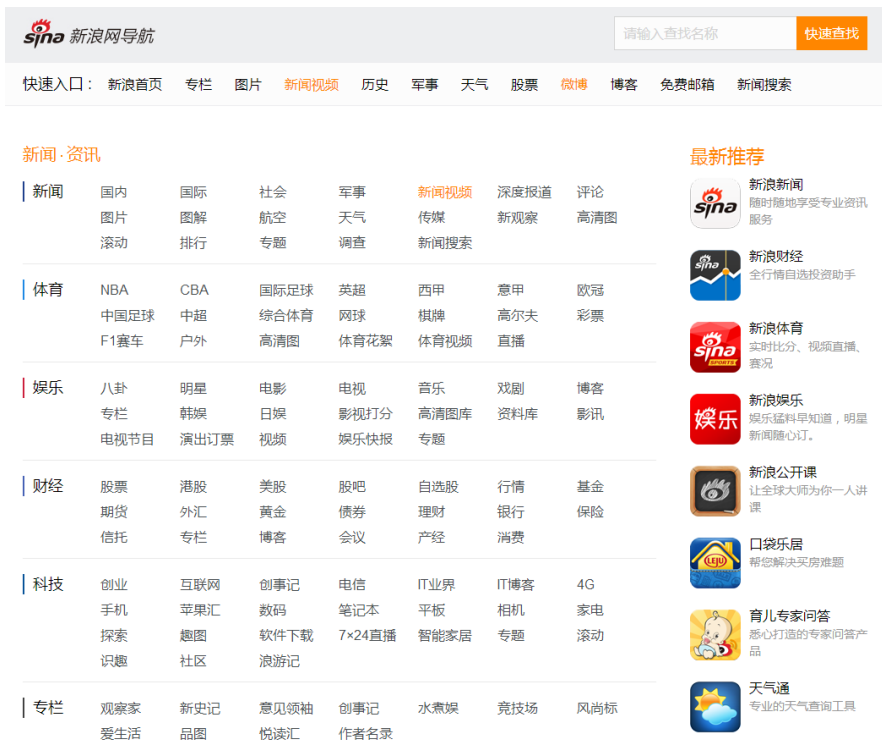 sina 新浪网导航
请输入查找名称 快速查找
快速入口： 新浪首页 专栏 图片 新闻视频 历史 军事 天气 股票 微博 博客 免费邮箱 新闻搜索
新闻·资讯
新闻 国内 国际 社会 军事 新闻视频 深度报道 评论
图片 图解 航空 天气 传媒 新观察 高清图
滚动 排行 专题 调查 新闻搜索
体育 NBA CBA 国际足球 英超 西甲 意甲 欧冠
中国足球 中超 综合体育 网球 棋牌 高尔夫 彩票
F1赛车 户外 高清图 体育花絮 体育视频 直播
娱乐 八卦 明星 电影 电视 音乐 戏剧 博客
专栏 韩娱 日娱 影视打分 高清图库 资料库 影讯
电视节目 演出订票 视频 娱乐快报 专题
财经 股票 港股 美股 股吧 自选股 行情 基金
期货 外汇 黄金 债券 理财 银行 保险
信托 专栏 博客 会议 产经 消费
科技 创业 互联网 创事记 电信 IT业界 IT博客 4G
手机 苹果汇 数码 笔记本 平板 相机 家电
探索 趣图 软件下载 7×24直播 智能家居 专题 滚动
识趣 社区 浪游记
专栏 观察家 新史记 意见领袖 创事记 水煮娱 竞技场 风尚标
爱生活 品图 悦读汇 作者名录
最新推荐
sina
新浪新闻
随时随地享受专业资讯
服务
sina
新浪财经
全行情自选投资助手
sina
SPORTS
新浪体育
实时比分、视频直播、
赛况
娱乐
新浪娱乐
娱乐猛料早知道，明星
新闻随心订。
新浪公开课
让全球大师为你一人讲
课
LEJU
口袋乐居
帮您解决买房难题
育儿专家问答
悉心打造的专家问答产
品
天气通
专业的天气查询工具